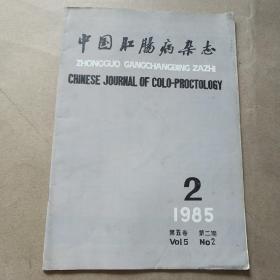 中国肛肠病杂志
ZHONGGUO GANGCHANGBING ZAZHI
CHINESE JOURNAL OF COLO-PROCTOLOGY
2
1985
第五卷 第二期
Vol5 No2